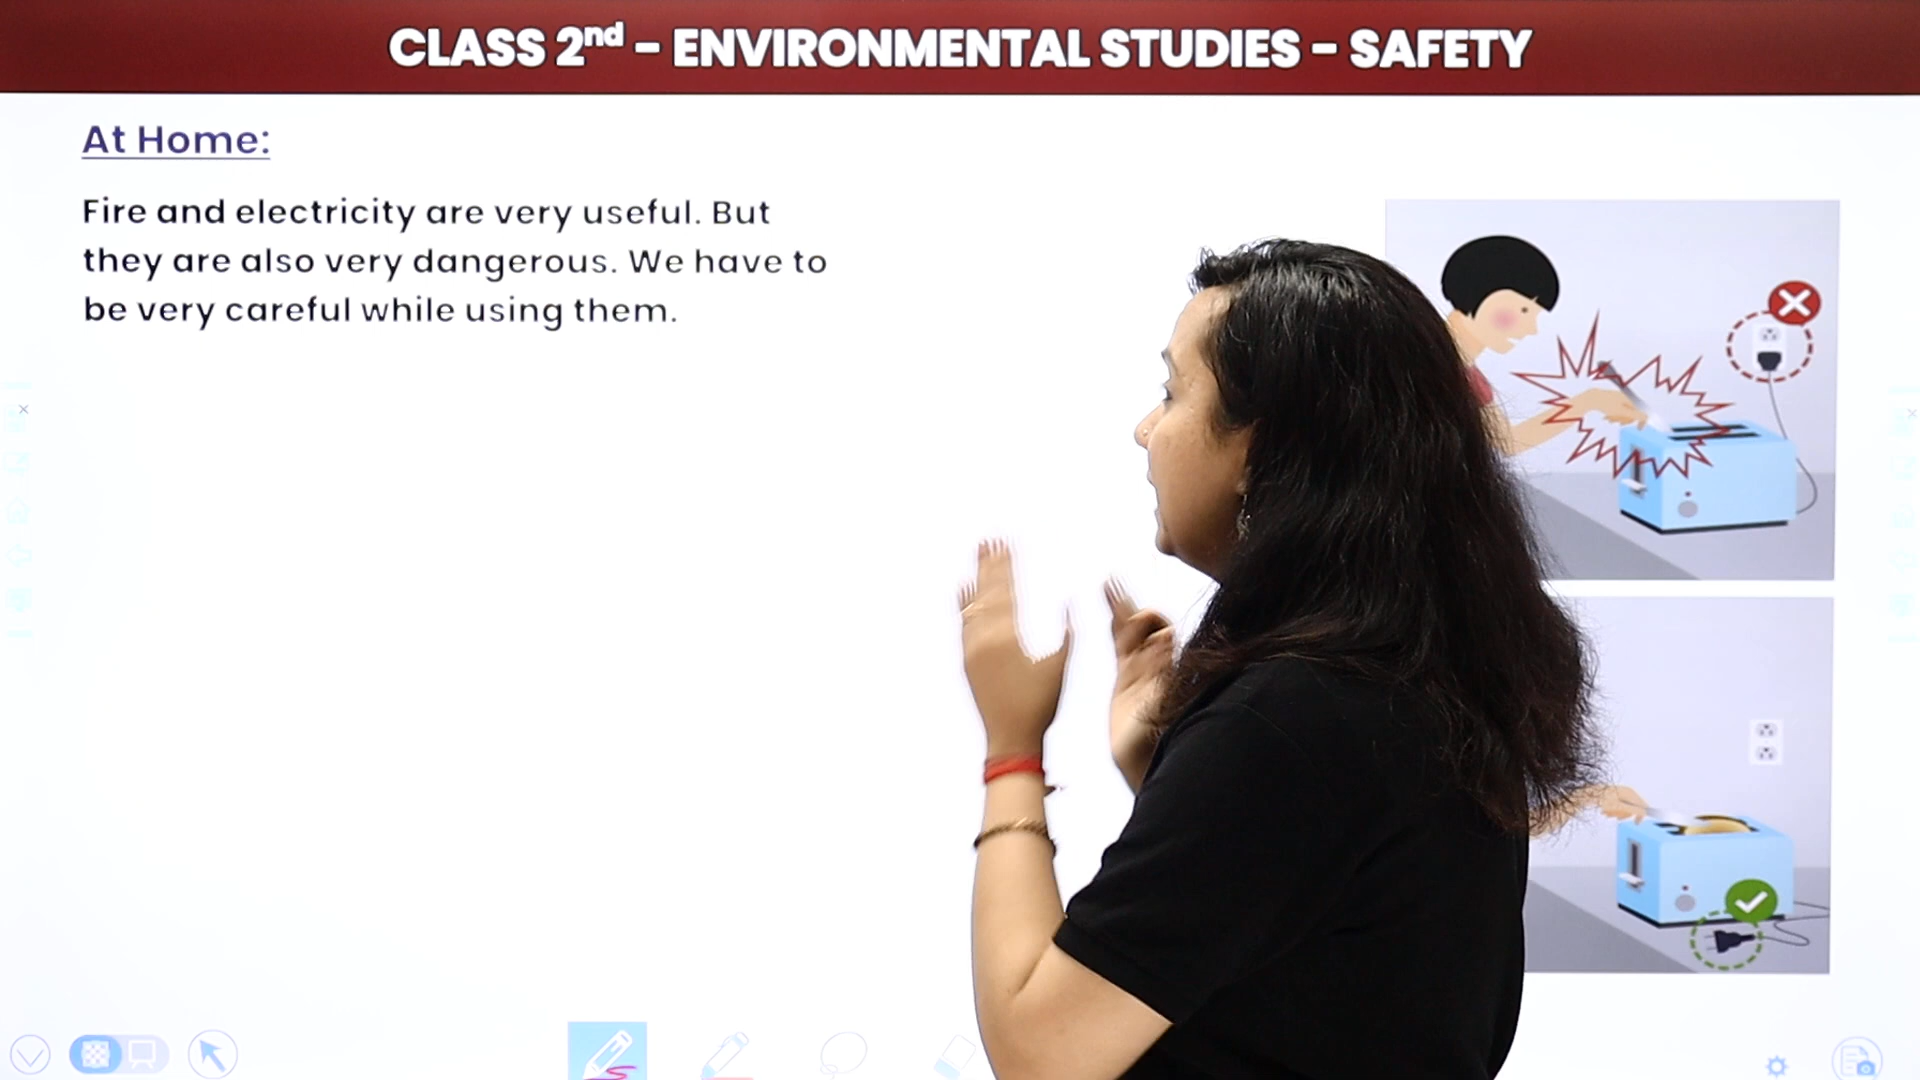 CLASS 2nd – ENVIRONMENTAL STUDIES – SAFETY
At Home:
Fire and electricity are very useful. But
they are also very dangerous. We have to
be very careful while using them.